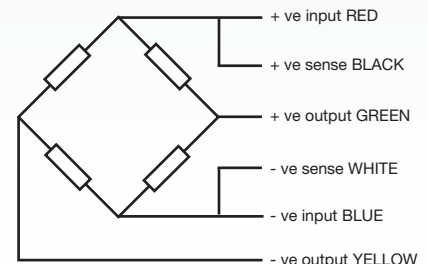 + ve input RED
+ ve sense BLACK
+ ve output GREEN
- ve sense WHITE
- ve input BLUE
- ve output YELLOW